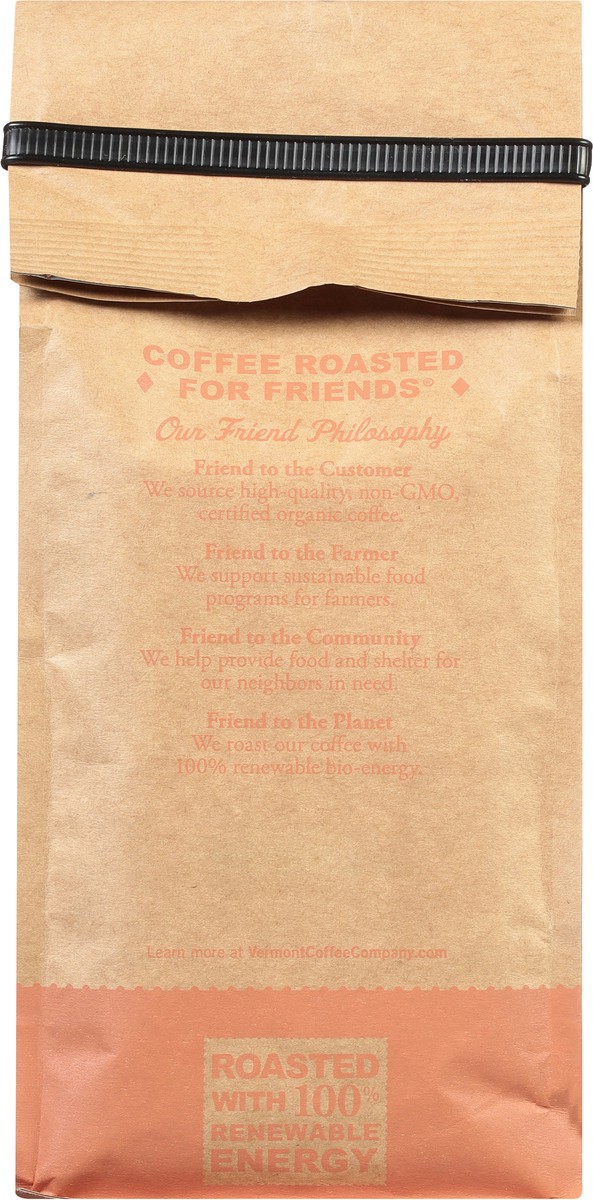 COFFEE ROASTED
FOR FRIENDS®
Our Friend Philosophy
Friend to the Customer
We source high-quality, non-GMO,
certified organic coffee.
Friend to the Farmer
We support sustainable food
programs for farmers.
Friend to the Community
We help provide food and shelter for
our neighbors in need.
Friend to the Planet
We roast our coffee with
100% renewable bio-energy.
Learn more at VermontCoffeeCompany.com
ROASTED
WITH 100%
RENEWABLE
ENERGY